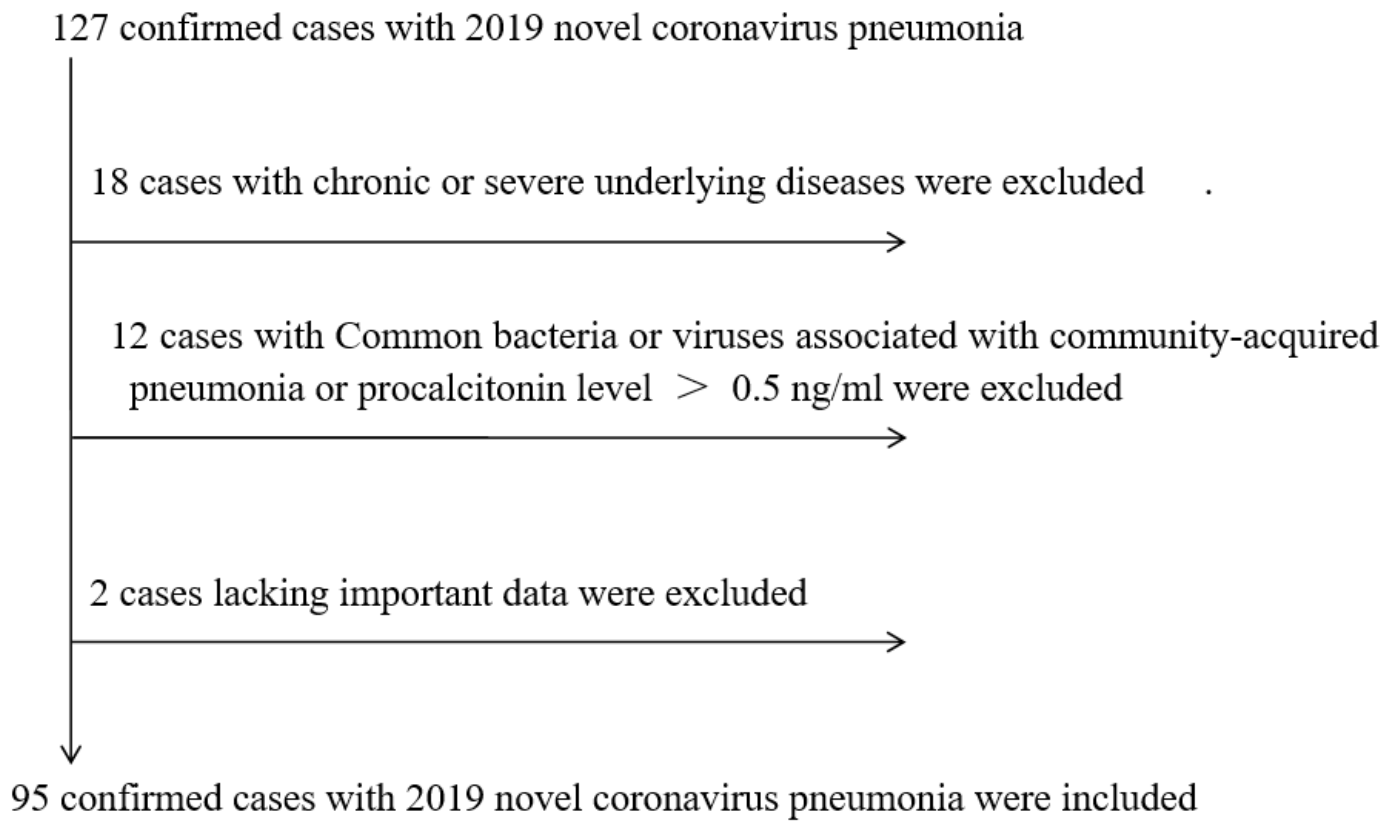 127 confirmed cases with 2019 novel coronavirus pneumonia
18 cases with chronic or severe underlying diseases were excluded .
12 cases with Common bacteria or viruses associated with community-acquired
pneumonia or procalcitonin level > 0.5 ng/ml were excluded
2 cases lacking important data were excluded
95 confirmed cases with 2019 novel coronavirus pneumonia were included